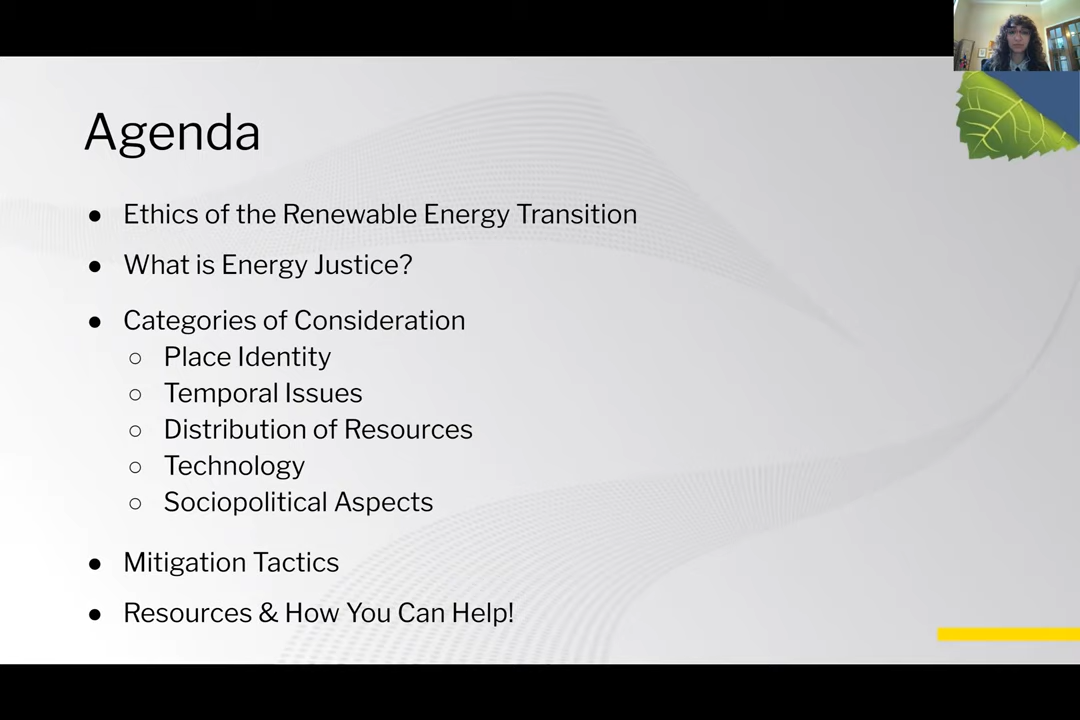 Agenda
● Ethics of the Renewable Energy Transition
● What is Energy Justice?
● Categories of Consideration
○ Place Identity
○ Temporal Issues
○ Distribution of Resources
○ Technology
○ Sociopolitical Aspects
● Mitigation Tactics
● Resources & How You Can Help!